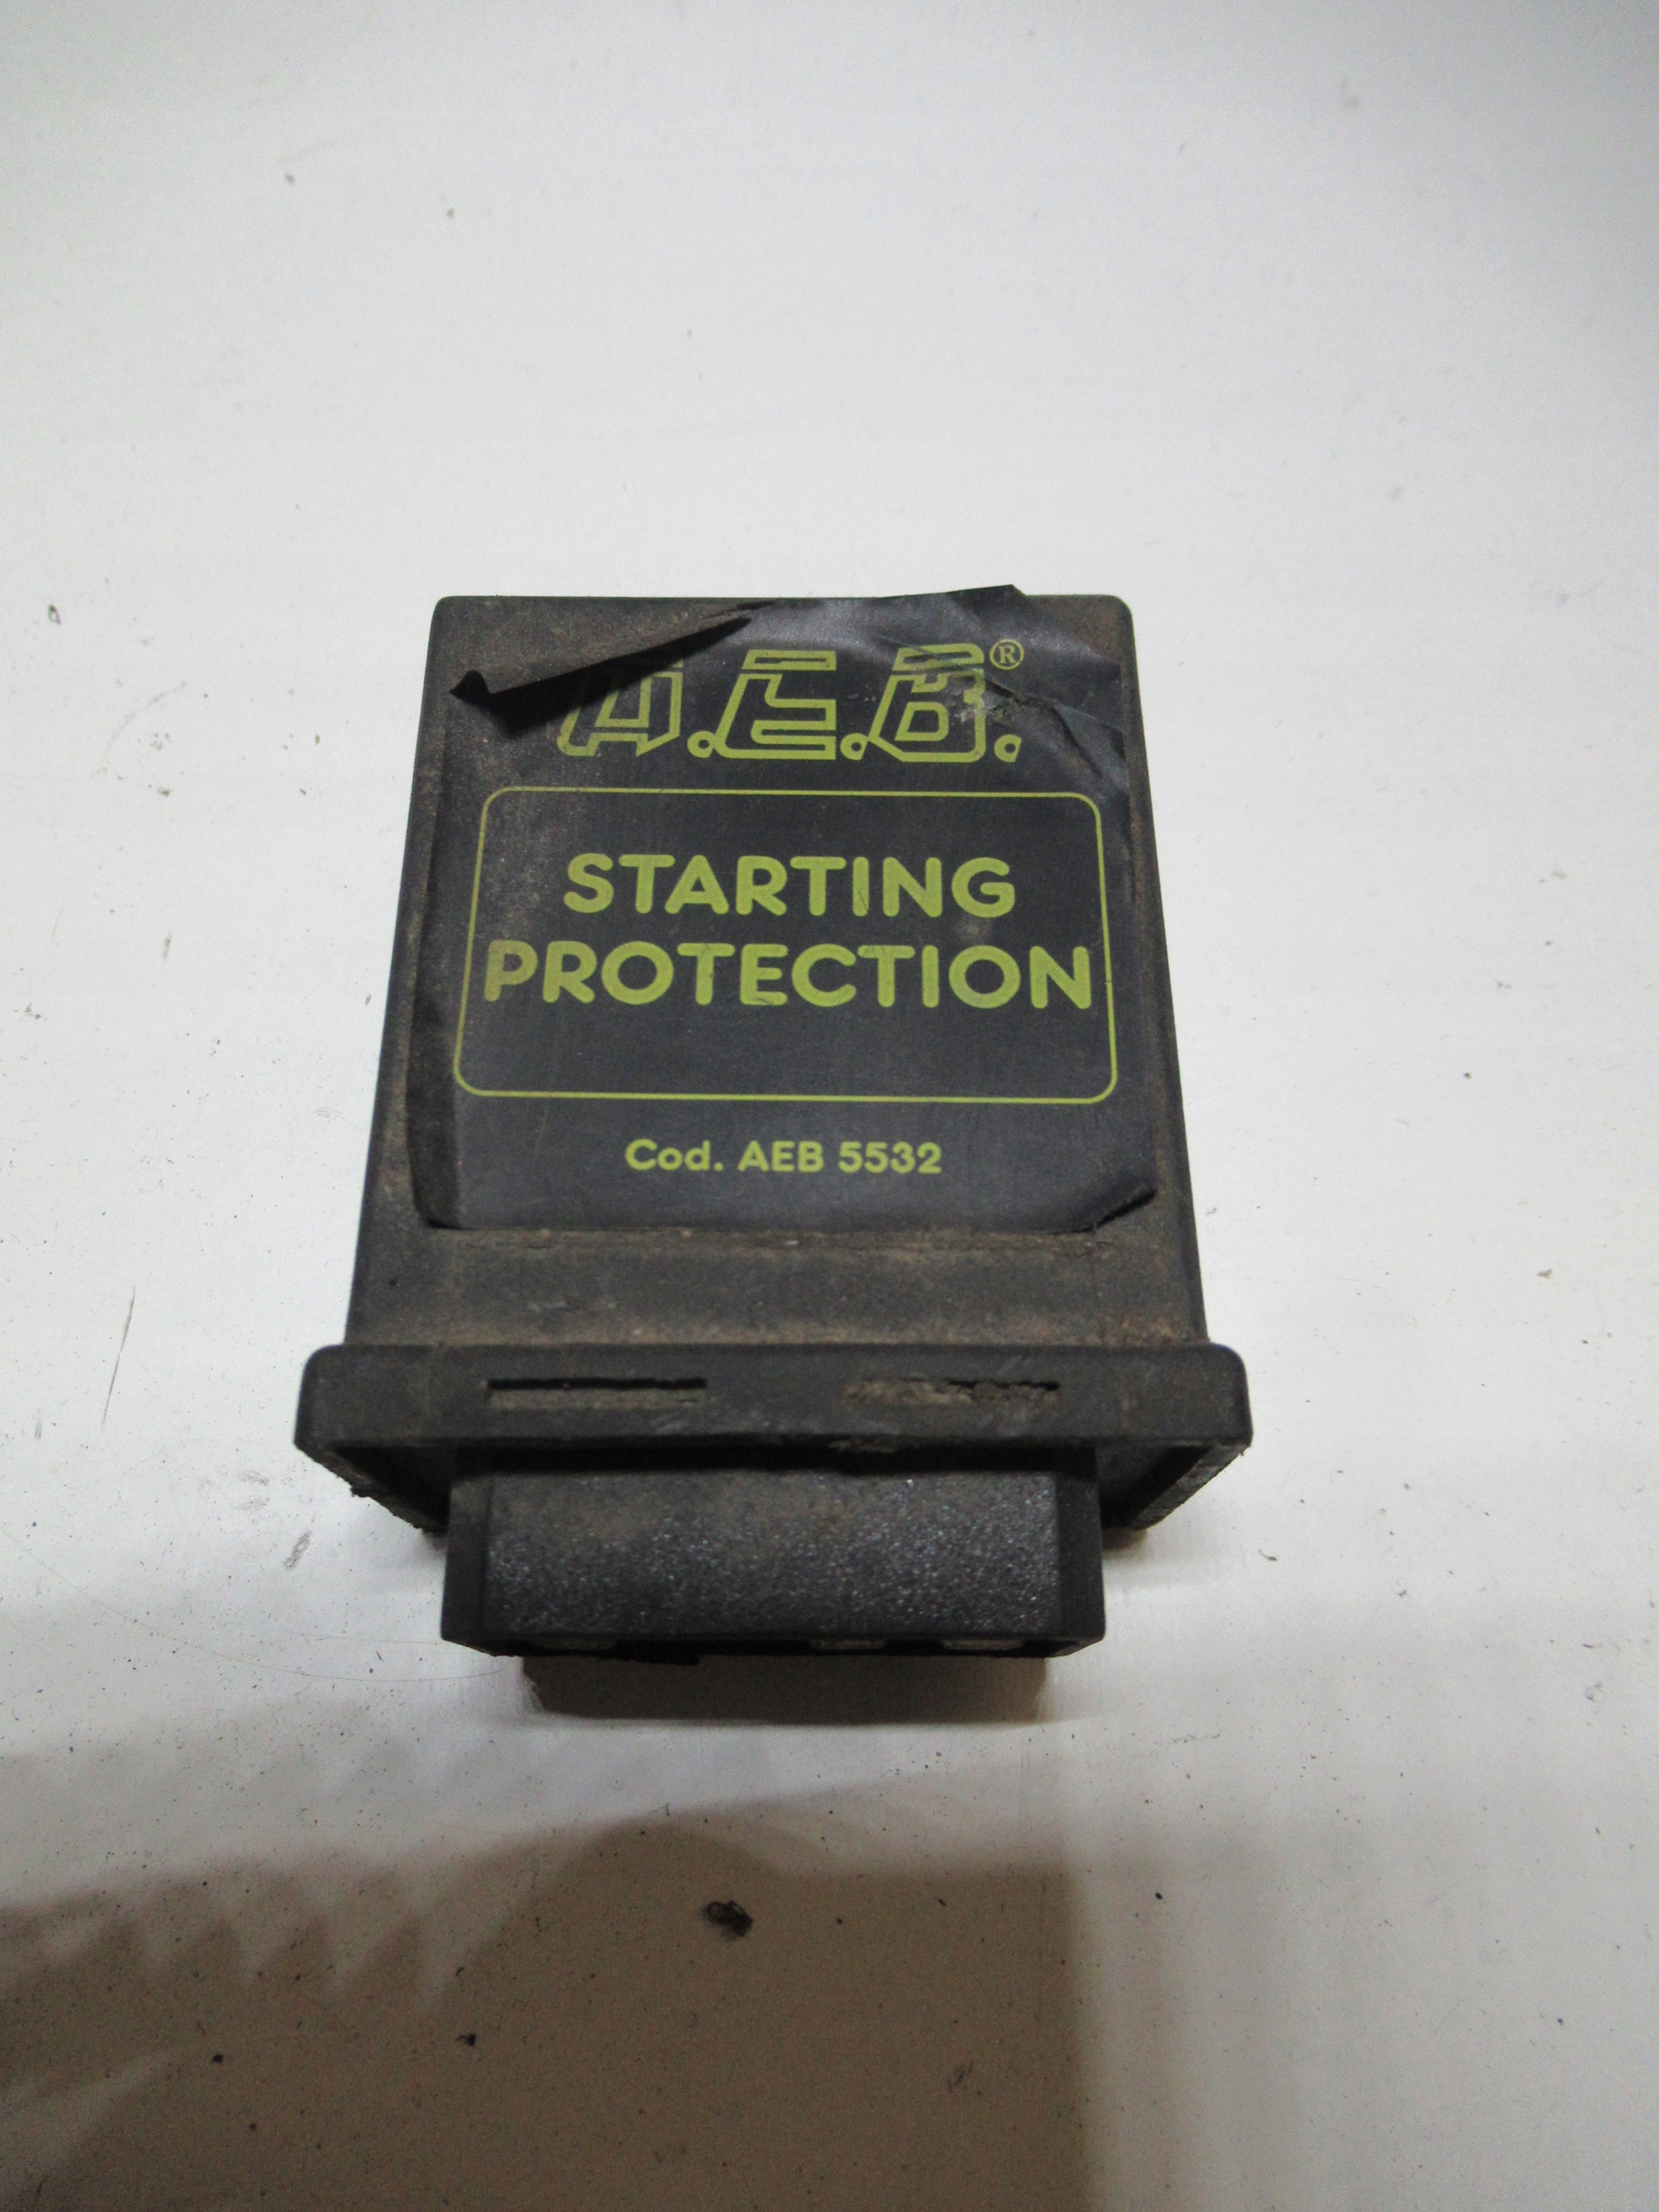 A.E.B.®
STARTING
PROTECTION
Cod. AEB 5532